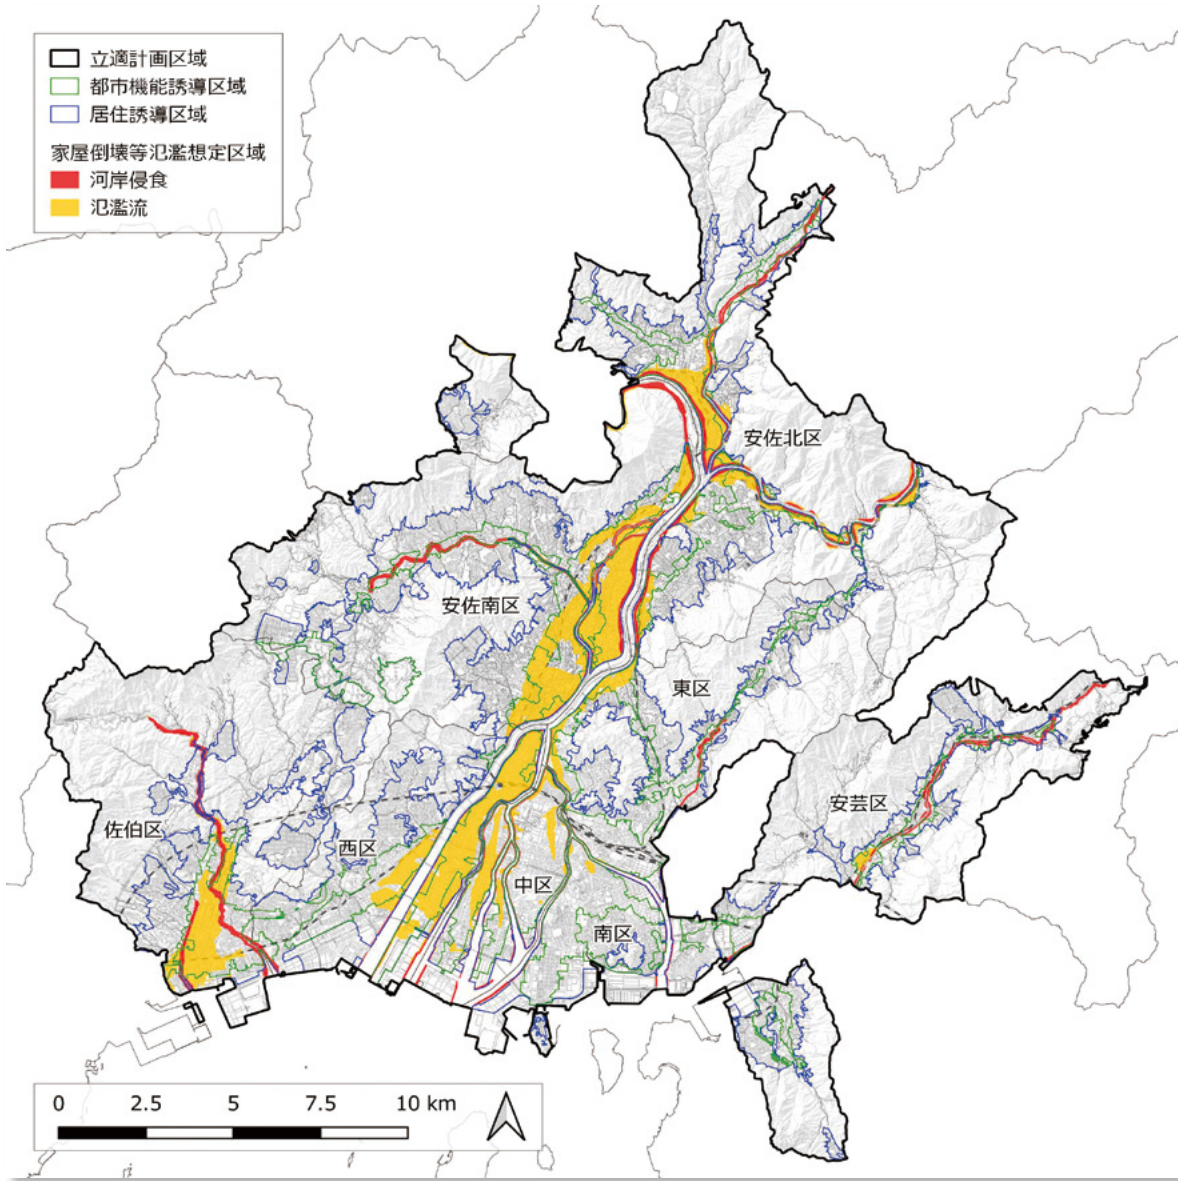 立適計画区域
都市機能誘導区域
居住誘導区域
家屋倒壊等氾濫想定区域
河岸侵食
氾濫流
安佐北区
安佐南区
東区
安芸区
佐伯区
西区
中区
南区
0 2.5 5 7.5 10 km